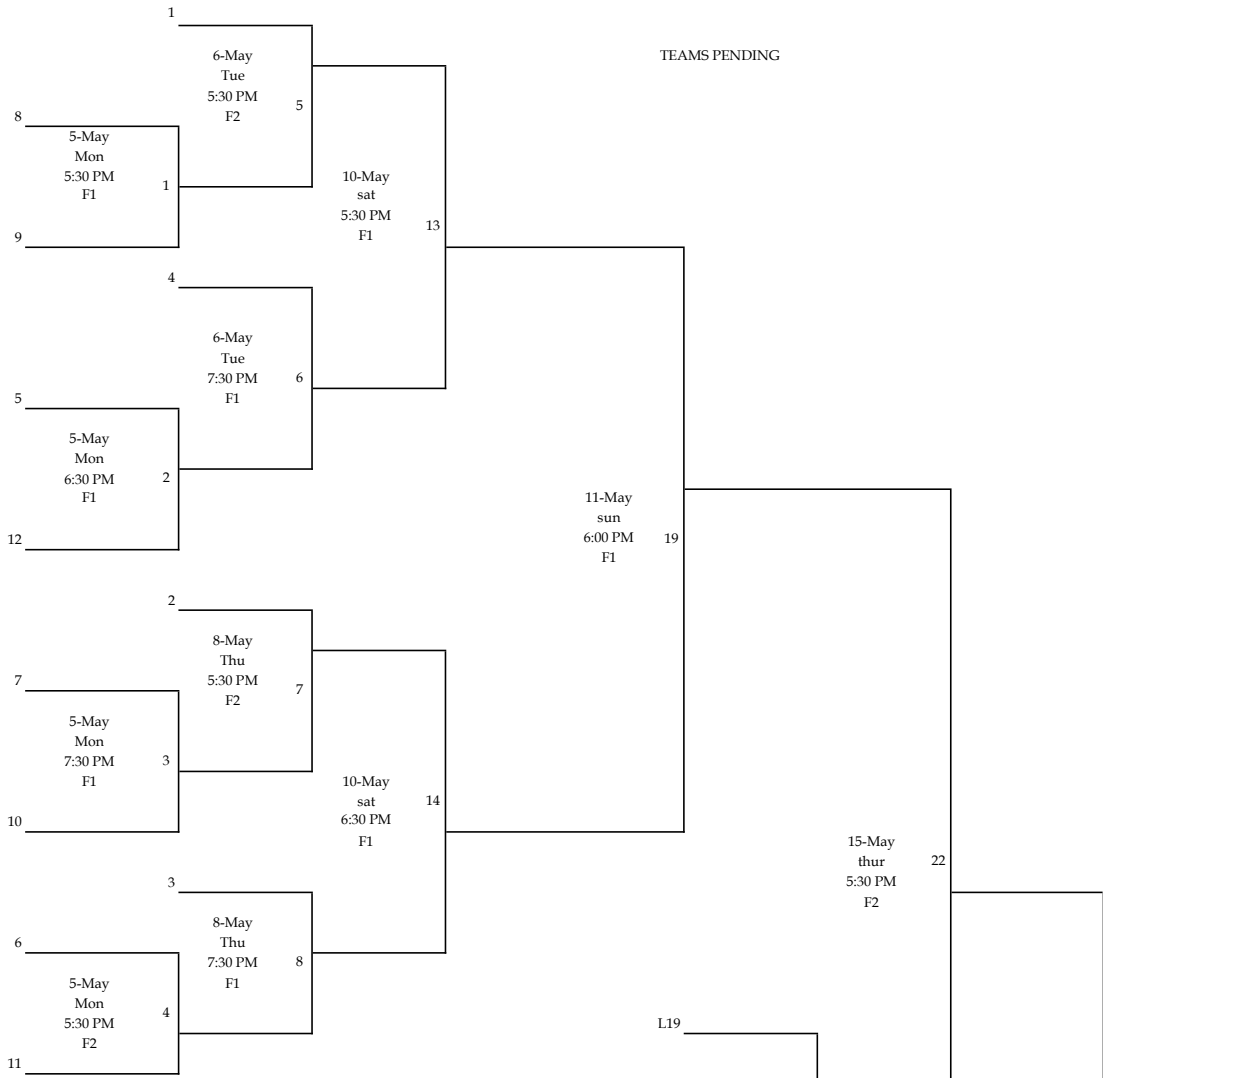 1
TEAMS PENDING
6-May
Tue
5:30 PM
F2
5
8
5-May
Mon
5:30 PM
F1
1
9
10-May
sat
5:30 PM
F1
13
4
6-May
Tue
7:30 PM
F1
6
5
5-May
Mon
6:30 PM
F1
2
12
11-May
sun
6:00 PM
F1
19
2
8-May
Thu
5:30 PM
F2
7
7
5-May
Mon
7:30 PM
F1
3
10
10-May
sat
6:30 PM
F1
14
15-May
thur
5:30 PM
F2
22
3
8-May
Thu
7:30 PM
F1
8
6
5-May
Mon
5:30 PM
F2
4
11
L19